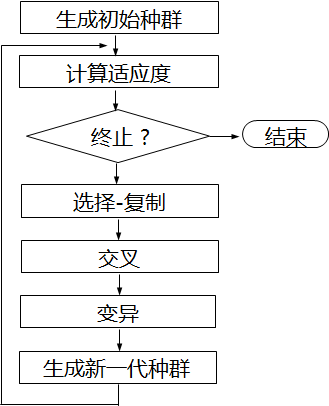 生成初始种群
计算适应度
终止？
结束
选择-复制
交叉
变异
生成新一代种群